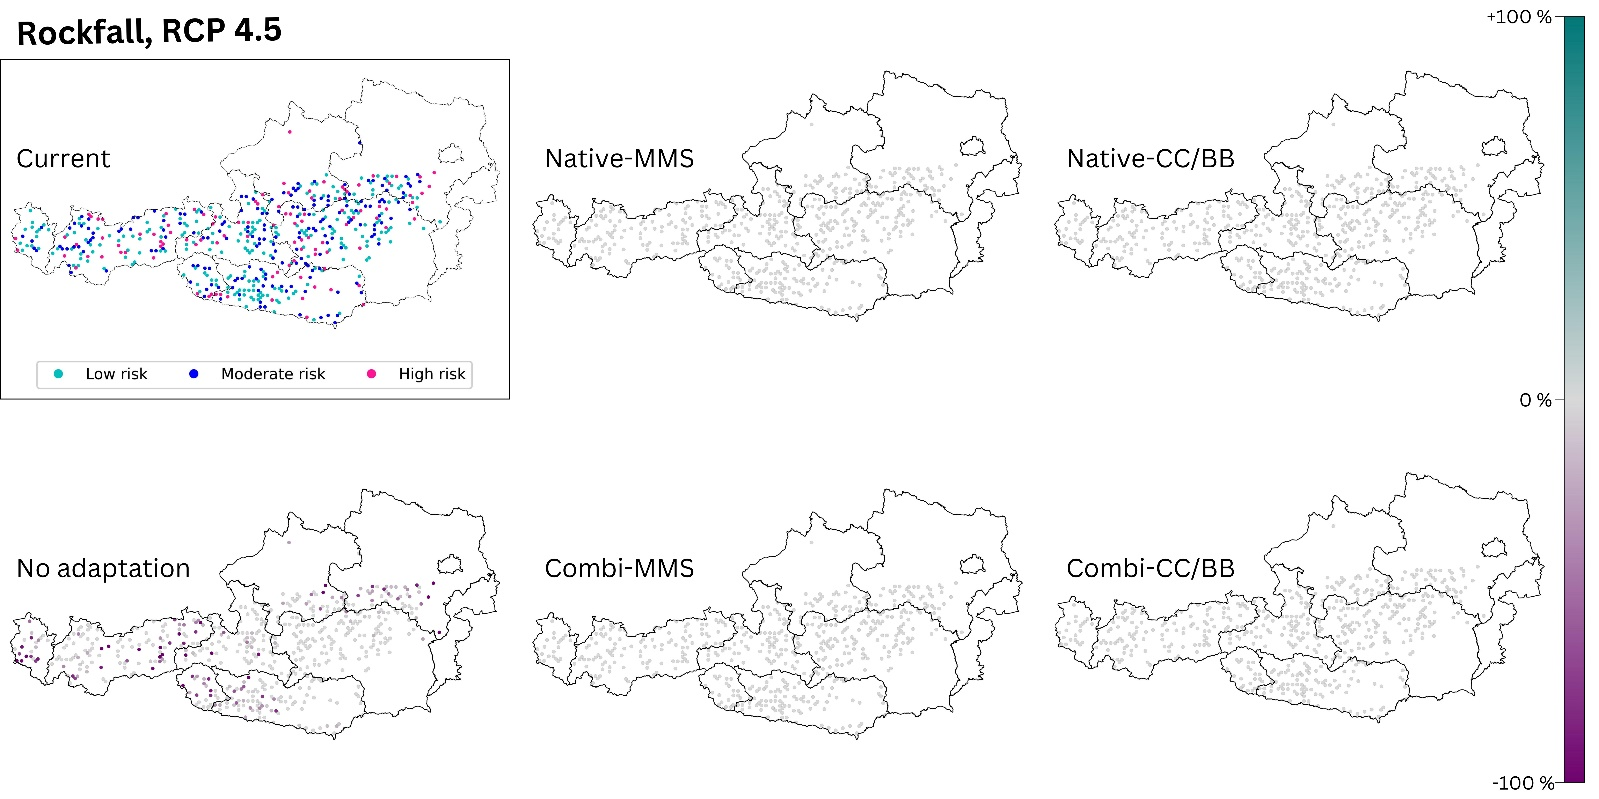 Rockfall, RCP 4.5
+100 %
Current
Native-MMS
Native-CC/BB
Low risk
Moderate risk
High risk
0 %
No adaptation
Combi-MMS
Combi-CC/BB
-100 %